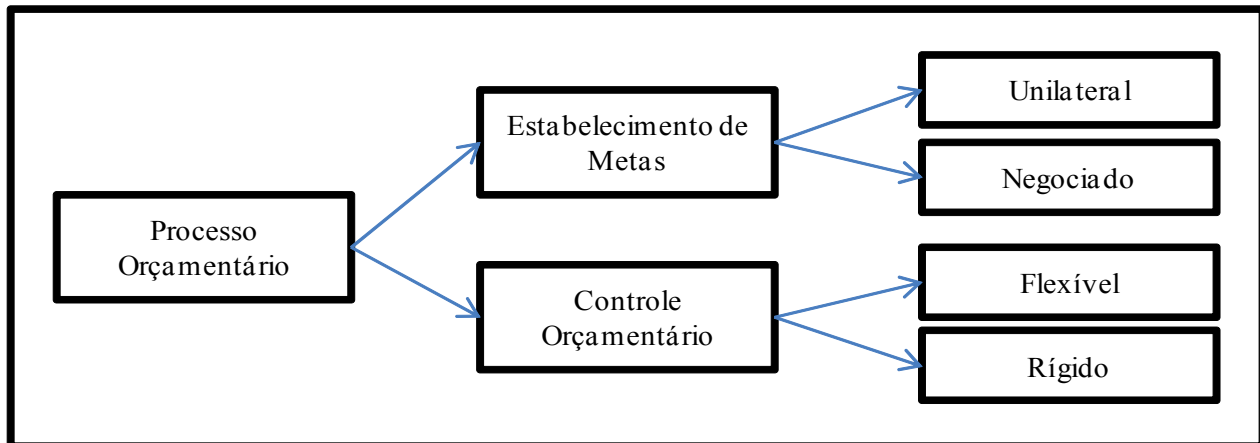 Processo
Orçamentário
Estabelecimento de
Metas
Unilateral
Negociado
Controle
Orçamentário
Flexível
Rígido